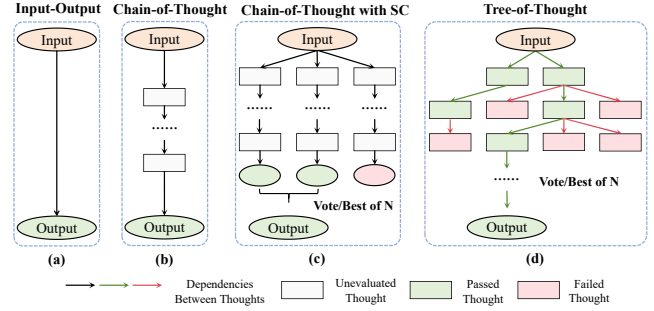 Input-Output
Chain-of-Thought
Chain-of-Thought with SC
Tree-of-Thought
Input
Input
Input
Input
......
......
......
......
......
Vote/Best of N
Vote/Best of N
Output
Output
Output
Output
(a)
(b)
(c)
(d)
Dependencies
Between Thoughts
Unevaluated
Thought
Passed
Thought
Failed
Thought